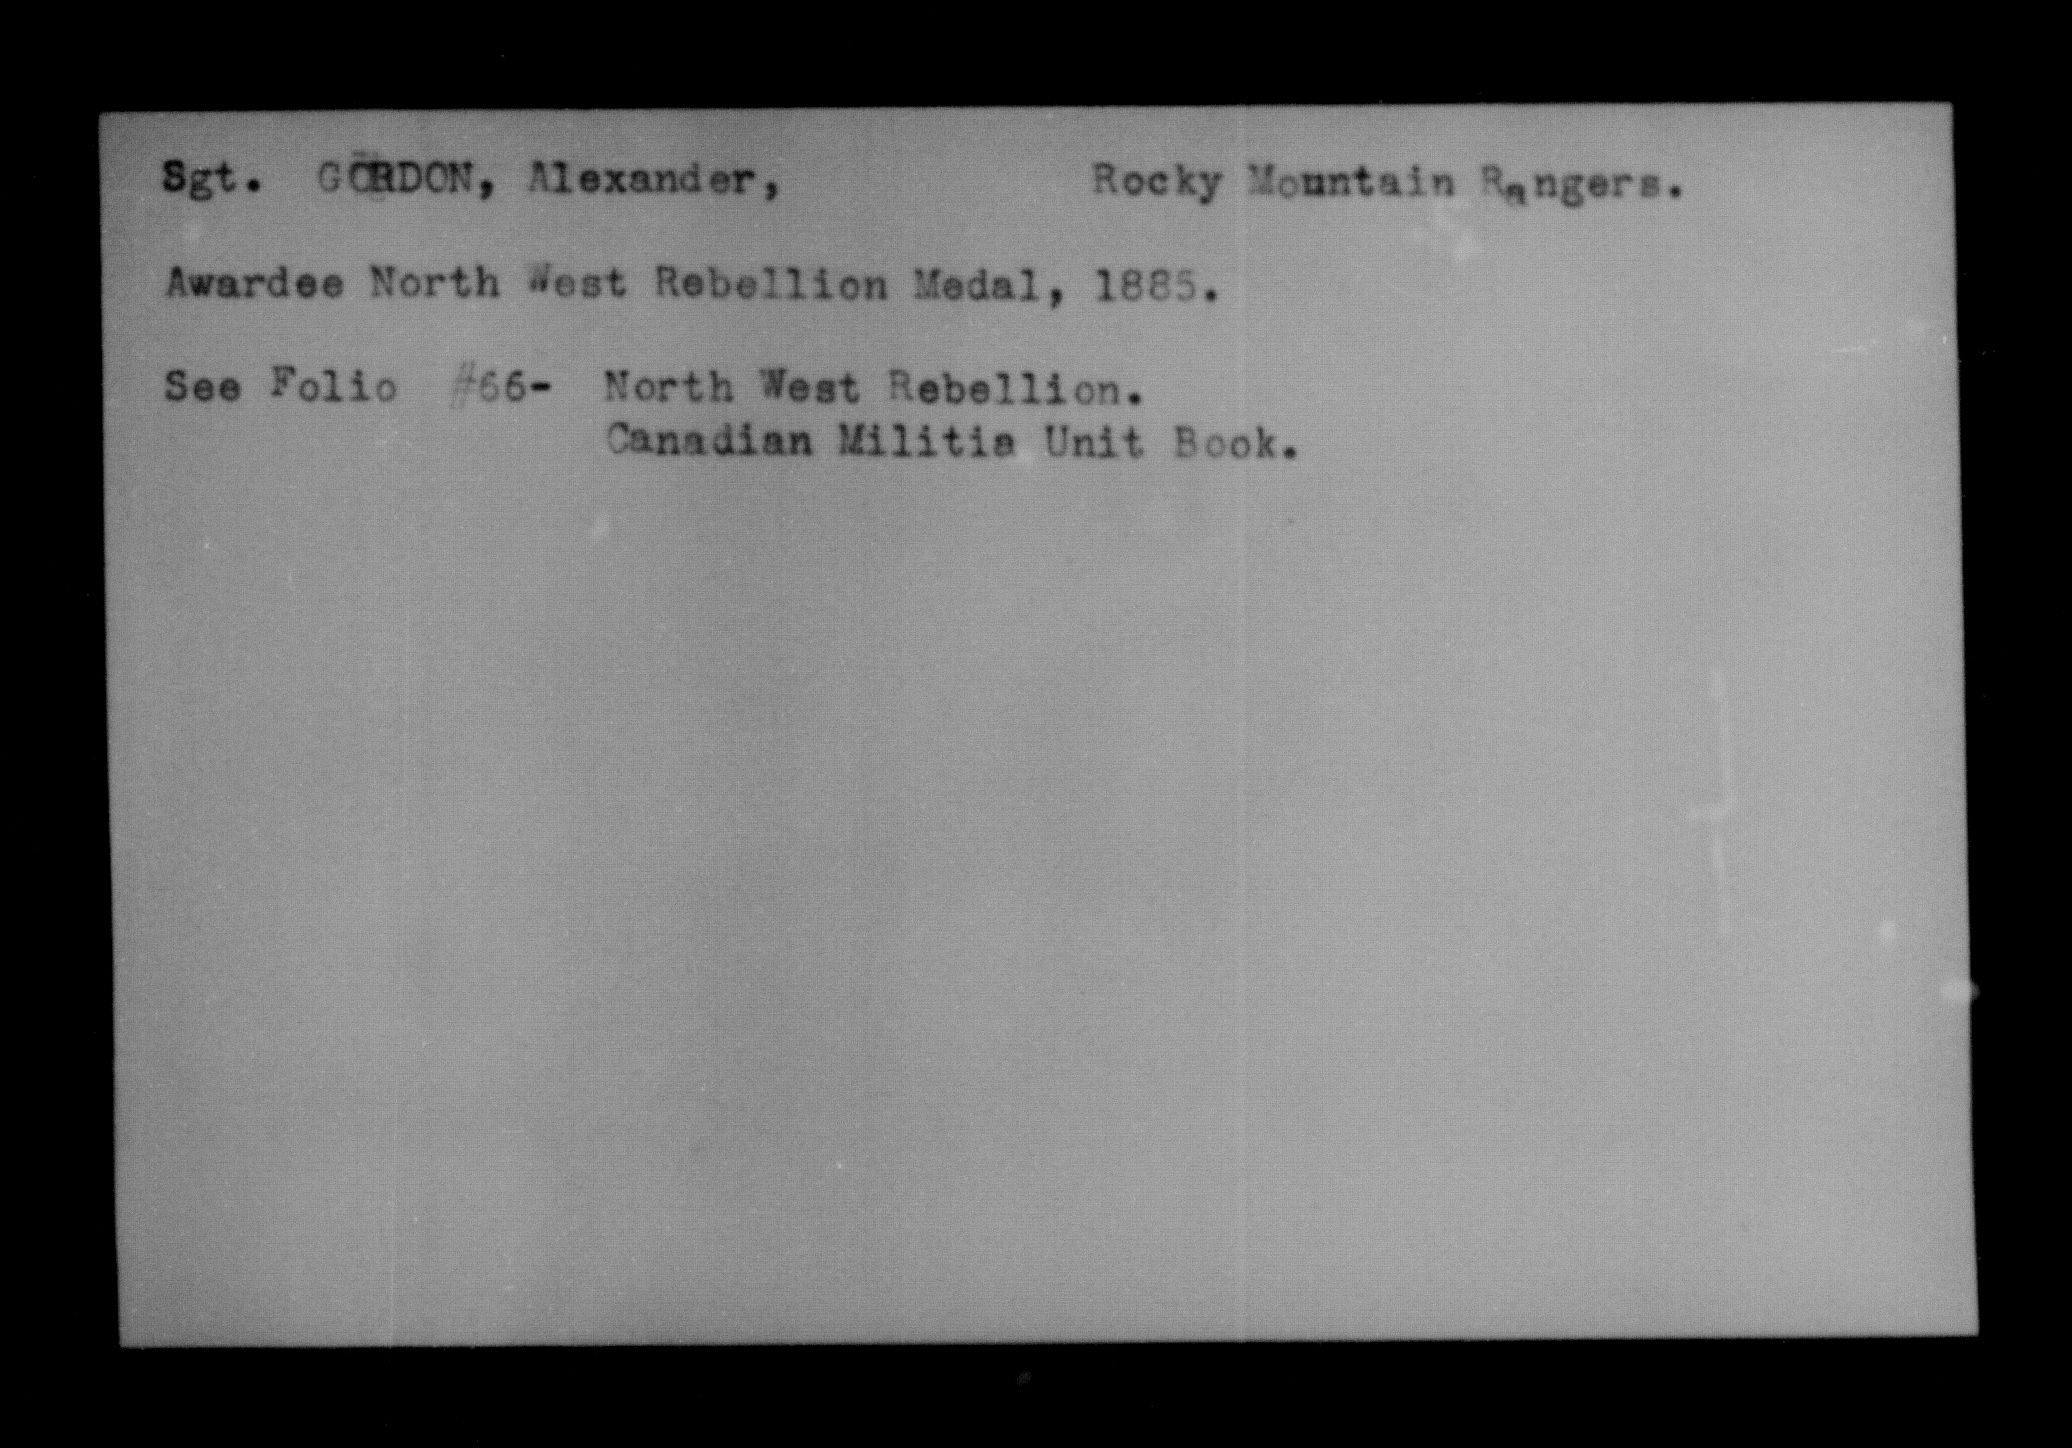 Sgt. GORDON, Alexander, Rocky Mountain Rangers.
Awardee North West Rebellion Medal, 1885.
See Folio #66- North West Rebellion.
Canadian Militia Unit Book.